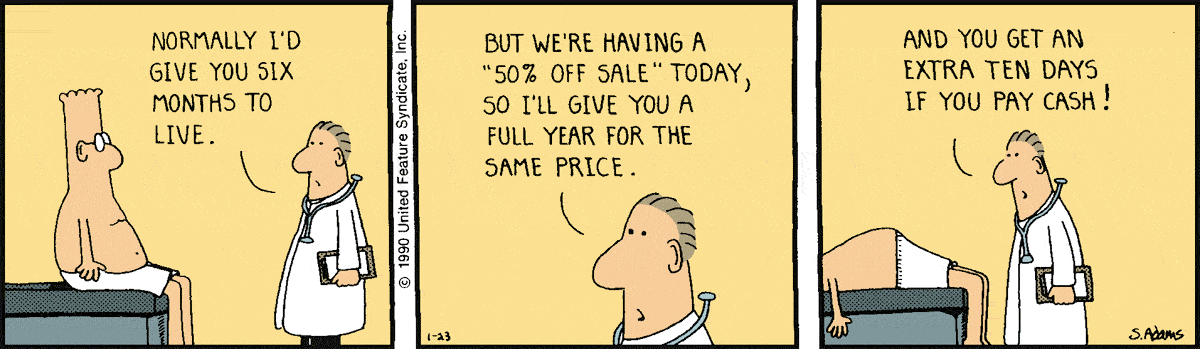 NORMALLY I'D
GIVE YOU SIX
MONTHS TO
LIVE.
© 1990 United Feature Syndicate, Inc.
BUT WE'RE HAVING A
"50% OFF SALE" TODAY,
SO I'LL GIVE YOU A
FULL YEAR FOR THE
SAME PRICE.
1-23
AND YOU GET AN
EXTRA TEN DAYS
IF YOU PAY CASH!
S. Adams